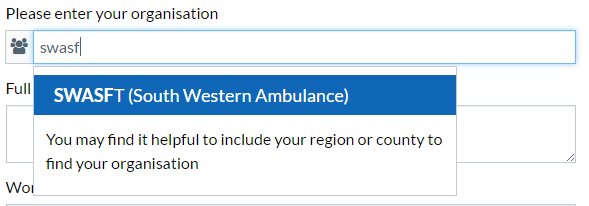 Please enter your organisation
swasf
SWASFT (South Western Ambulance)
Full
You may find it helpful to include your region or county to
find your organisation
Wor